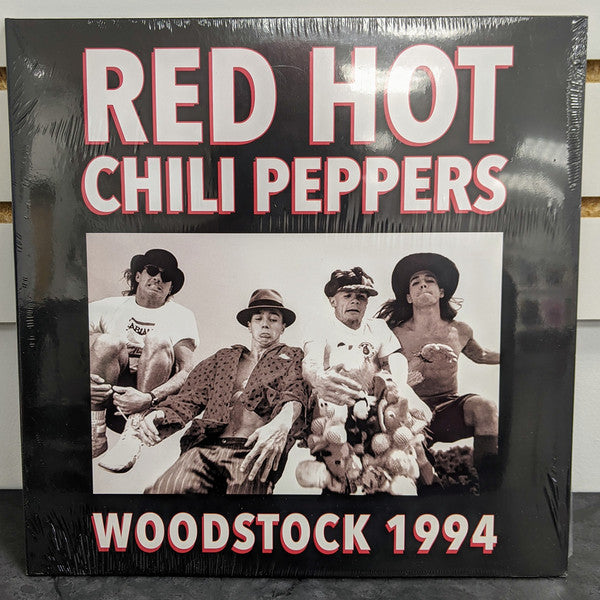 RED HOT
CHILI PEPPERS
WOODSTOCK 1994